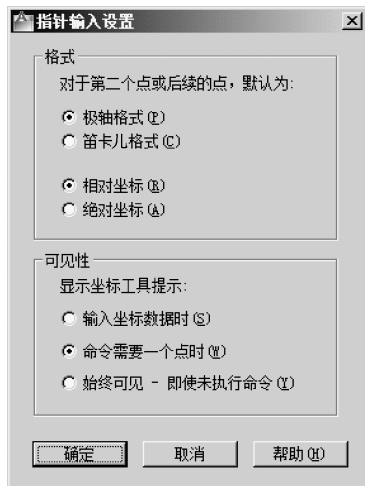 指针输入设置
格式
对于第二个点或后续的点，默认为:
极轴格式(P)
笛卡儿格式(C)
相对坐标(R)
绝对坐标(A)
可见性
显示坐标工具提示:
输入坐标数据时(S)
命令需要一个点时(W)
始终可见 - 即使未执行命令(Y)
确定 取消 帮助(H)